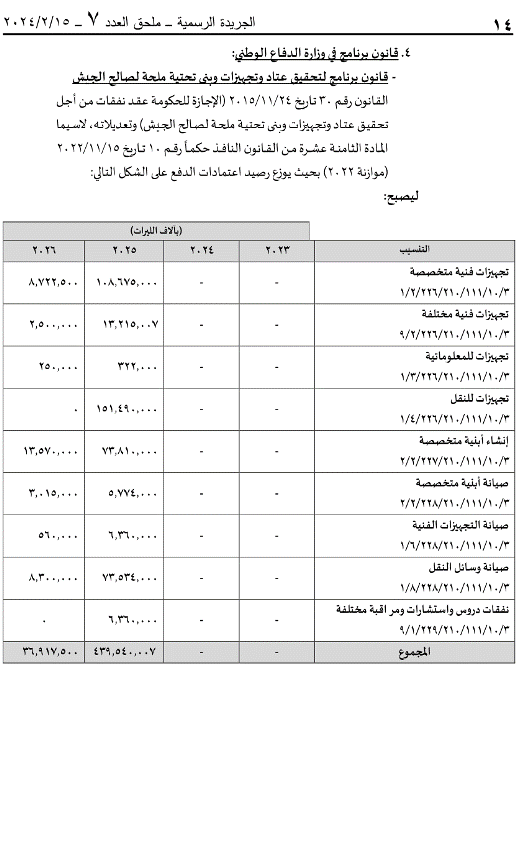 ١٤
الجريدة الرسمية – ملحق العدد ٧ – ٢٠٢٤/٢/١٥
٤. قانون برنامج في وزارة الدفاع الوطني:
- قانون برنامج لتحقيق عتاد وتجهيزات وبنى تحتية ملحة لصالح الجيش
القانون رقم ٣٠ تاريخ ٢٠١٥/١١/٢٤ (الإجازة للحكومة عقد نفقات من أجل
تحقيق عتاد وتجهيزات وبنى تحتية ملحة لصالح الجيش) وتعديلاته، لاسيما
المادة الثامنة عشرة من القانون النافذ حكماً رقم ١٠ تاريخ ٢٠٢٢/١١/١٥
(موازنة ٢٠٢٢) بحيث يوزع رصيد اعتمادات الدفع على الشكل التالي:
ليصبح:
(بآلاف الليرات)
التنسيب ٢٠٢٣ ٢٠٢٤ ٢٠٢٥ ٢٠٢٦
تجهيزات فنية متخصصة
١/٢/٢٢٦/٢١٠/١١١/١٠/٣ - - ١٠٨,٦٧٥,٠٠٠ ٨,٧٢٢,٥٠٠
تجهيزات فنية مختلفة
٩/٢/٢٢٦/٢١٠/١١١/١٠/٣ - - ١٣,٢١٥,٠٠٧ ٢,٥٠٠,٠٠٠
تجهيزات للمعلوماتية
١/٣/٢٢٦/٢١٠/١١١/١٠/٣ - - ٣٢٢,٠٠٠ ٢٥٠,٠٠٠
تجهيزات للنقل
١/٤/٢٢٦/٢١٠/١١١/١٠/٣ - - ١٥١,٤٩٠,٠٠٠ ٠
إنشاء أبنية متخصصة
٢/٢/٢٢٧/٢١٠/١١١/١٠/٣ - - ٧٣,٨١٠,٠٠٠ ١٣,٥٧٠,٠٠٠
صيانة أبنية متخصصة
٢/٢/٢٢٨/٢١٠/١١١/١٠/٣ - - ٥,٧٧٤,٠٠٠ ٣,٠١٥,٠٠٠
صيانة التجهيزات الفنية
١/٦/٢٢٨/٢١٠/١١١/١٠/٣ - - ٦,٣٦٠,٠٠٠ ٥٦٠,٠٠٠
صيانة وسائل النقل
١/٨/٢٢٨/٢١٠/١١١/١٠/٣ - - ٧٣,٥٣٤,٠٠٠ ٨,٣٠٠,٠٠٠
نفقات دروس واستشارات ومراقبة مختلفة
٩/١/٢٢٩/٢١٠/١١١/١٠/٣ - - ٦,٣٦٠,٠٠٠ ٠
المجموع - - ٤٣٩,٥٤٠,٠٠٧ ٣٦,٩١٧,٥٠٠